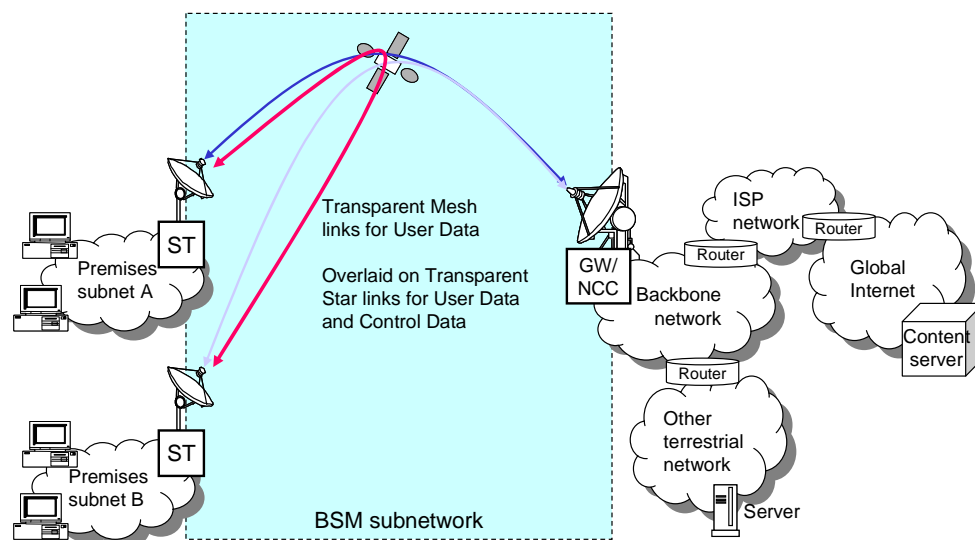 Transparent Mesh
links for User Data
Overlaid on Transparent
Star links for User Data
and Control Data
ST
Premises
subnet A
ST
Premises
subnet B
BSM subnetwork
GW/
NCC
Backbone
network
Router
ISP
network
Router
Global
Internet
Content
server
Router
Other
terrestrial
network
Server